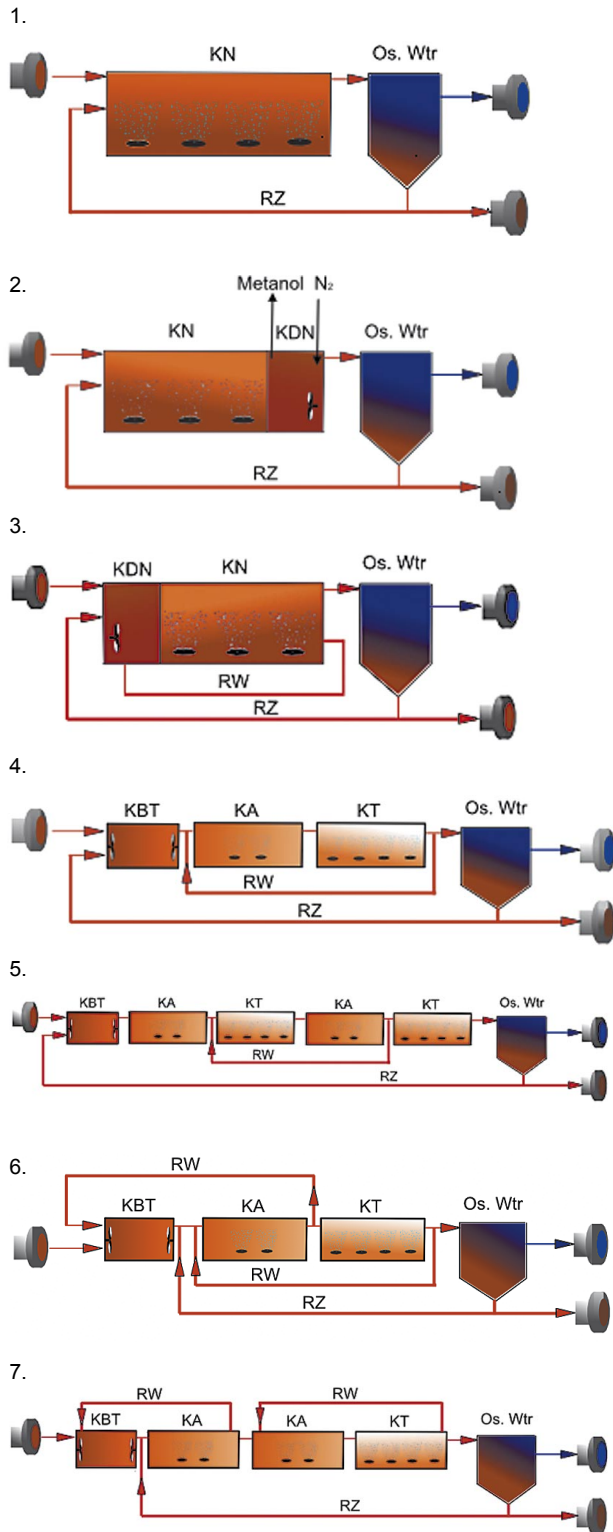 1.
KN Os. Wtr
RZ
2.
Metanol N₂
KN KDN Os. Wtr
RZ
3.
KDN KN Os. Wtr
RW
RZ
4.
KBT KA KT Os. Wtr
RW
RZ
5.
KBT KA KT KA KT Os. Wtr
RW
RZ
6.
RW
KBT KA KT Os. Wtr
RW
RZ
7.
RW RW
KBT KA KA KT Os. Wtr
RZ